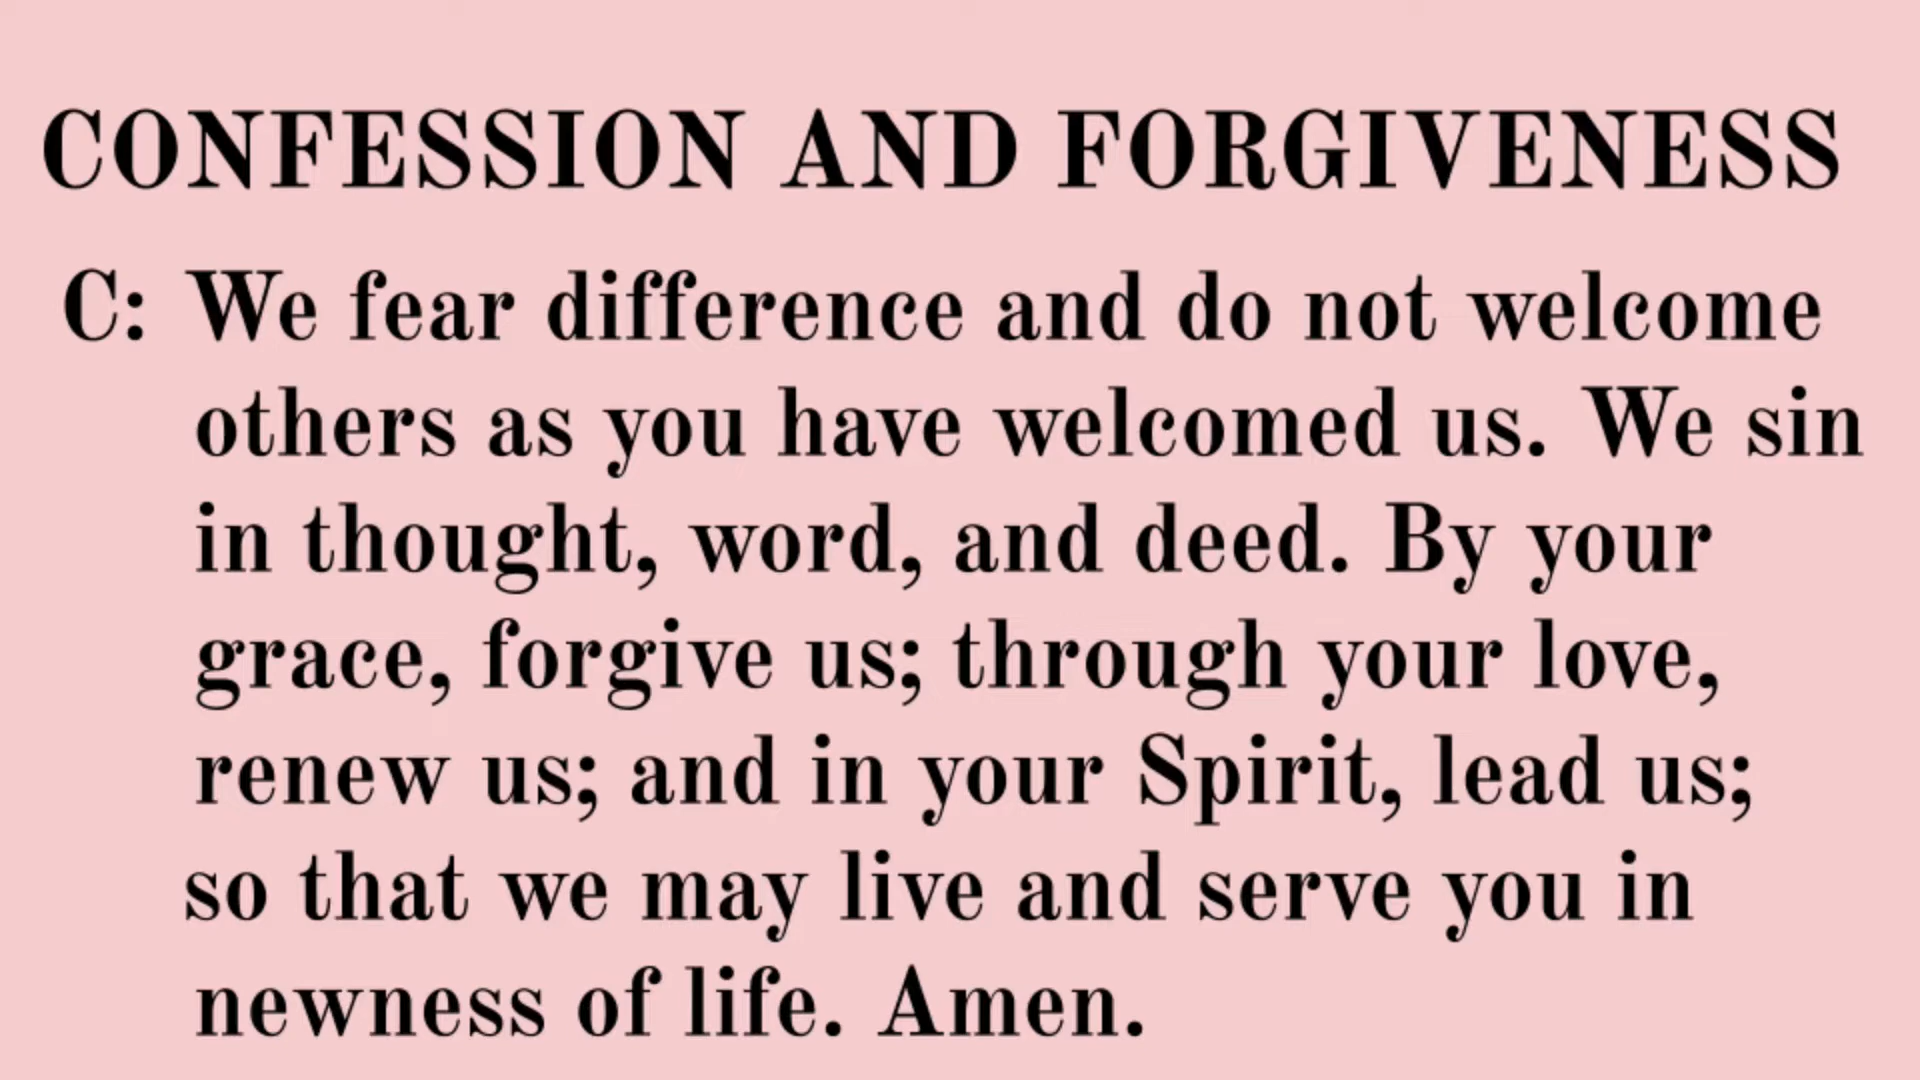 CONFESSION AND FORGIVENESS
C: We fear difference and do not welcome
others as you have welcomed us. We sin
in thought, word, and deed. By your
grace, forgive us; through your love,
renew us; and in your Spirit, lead us;
so that we may live and serve you in
newness of life. Amen.